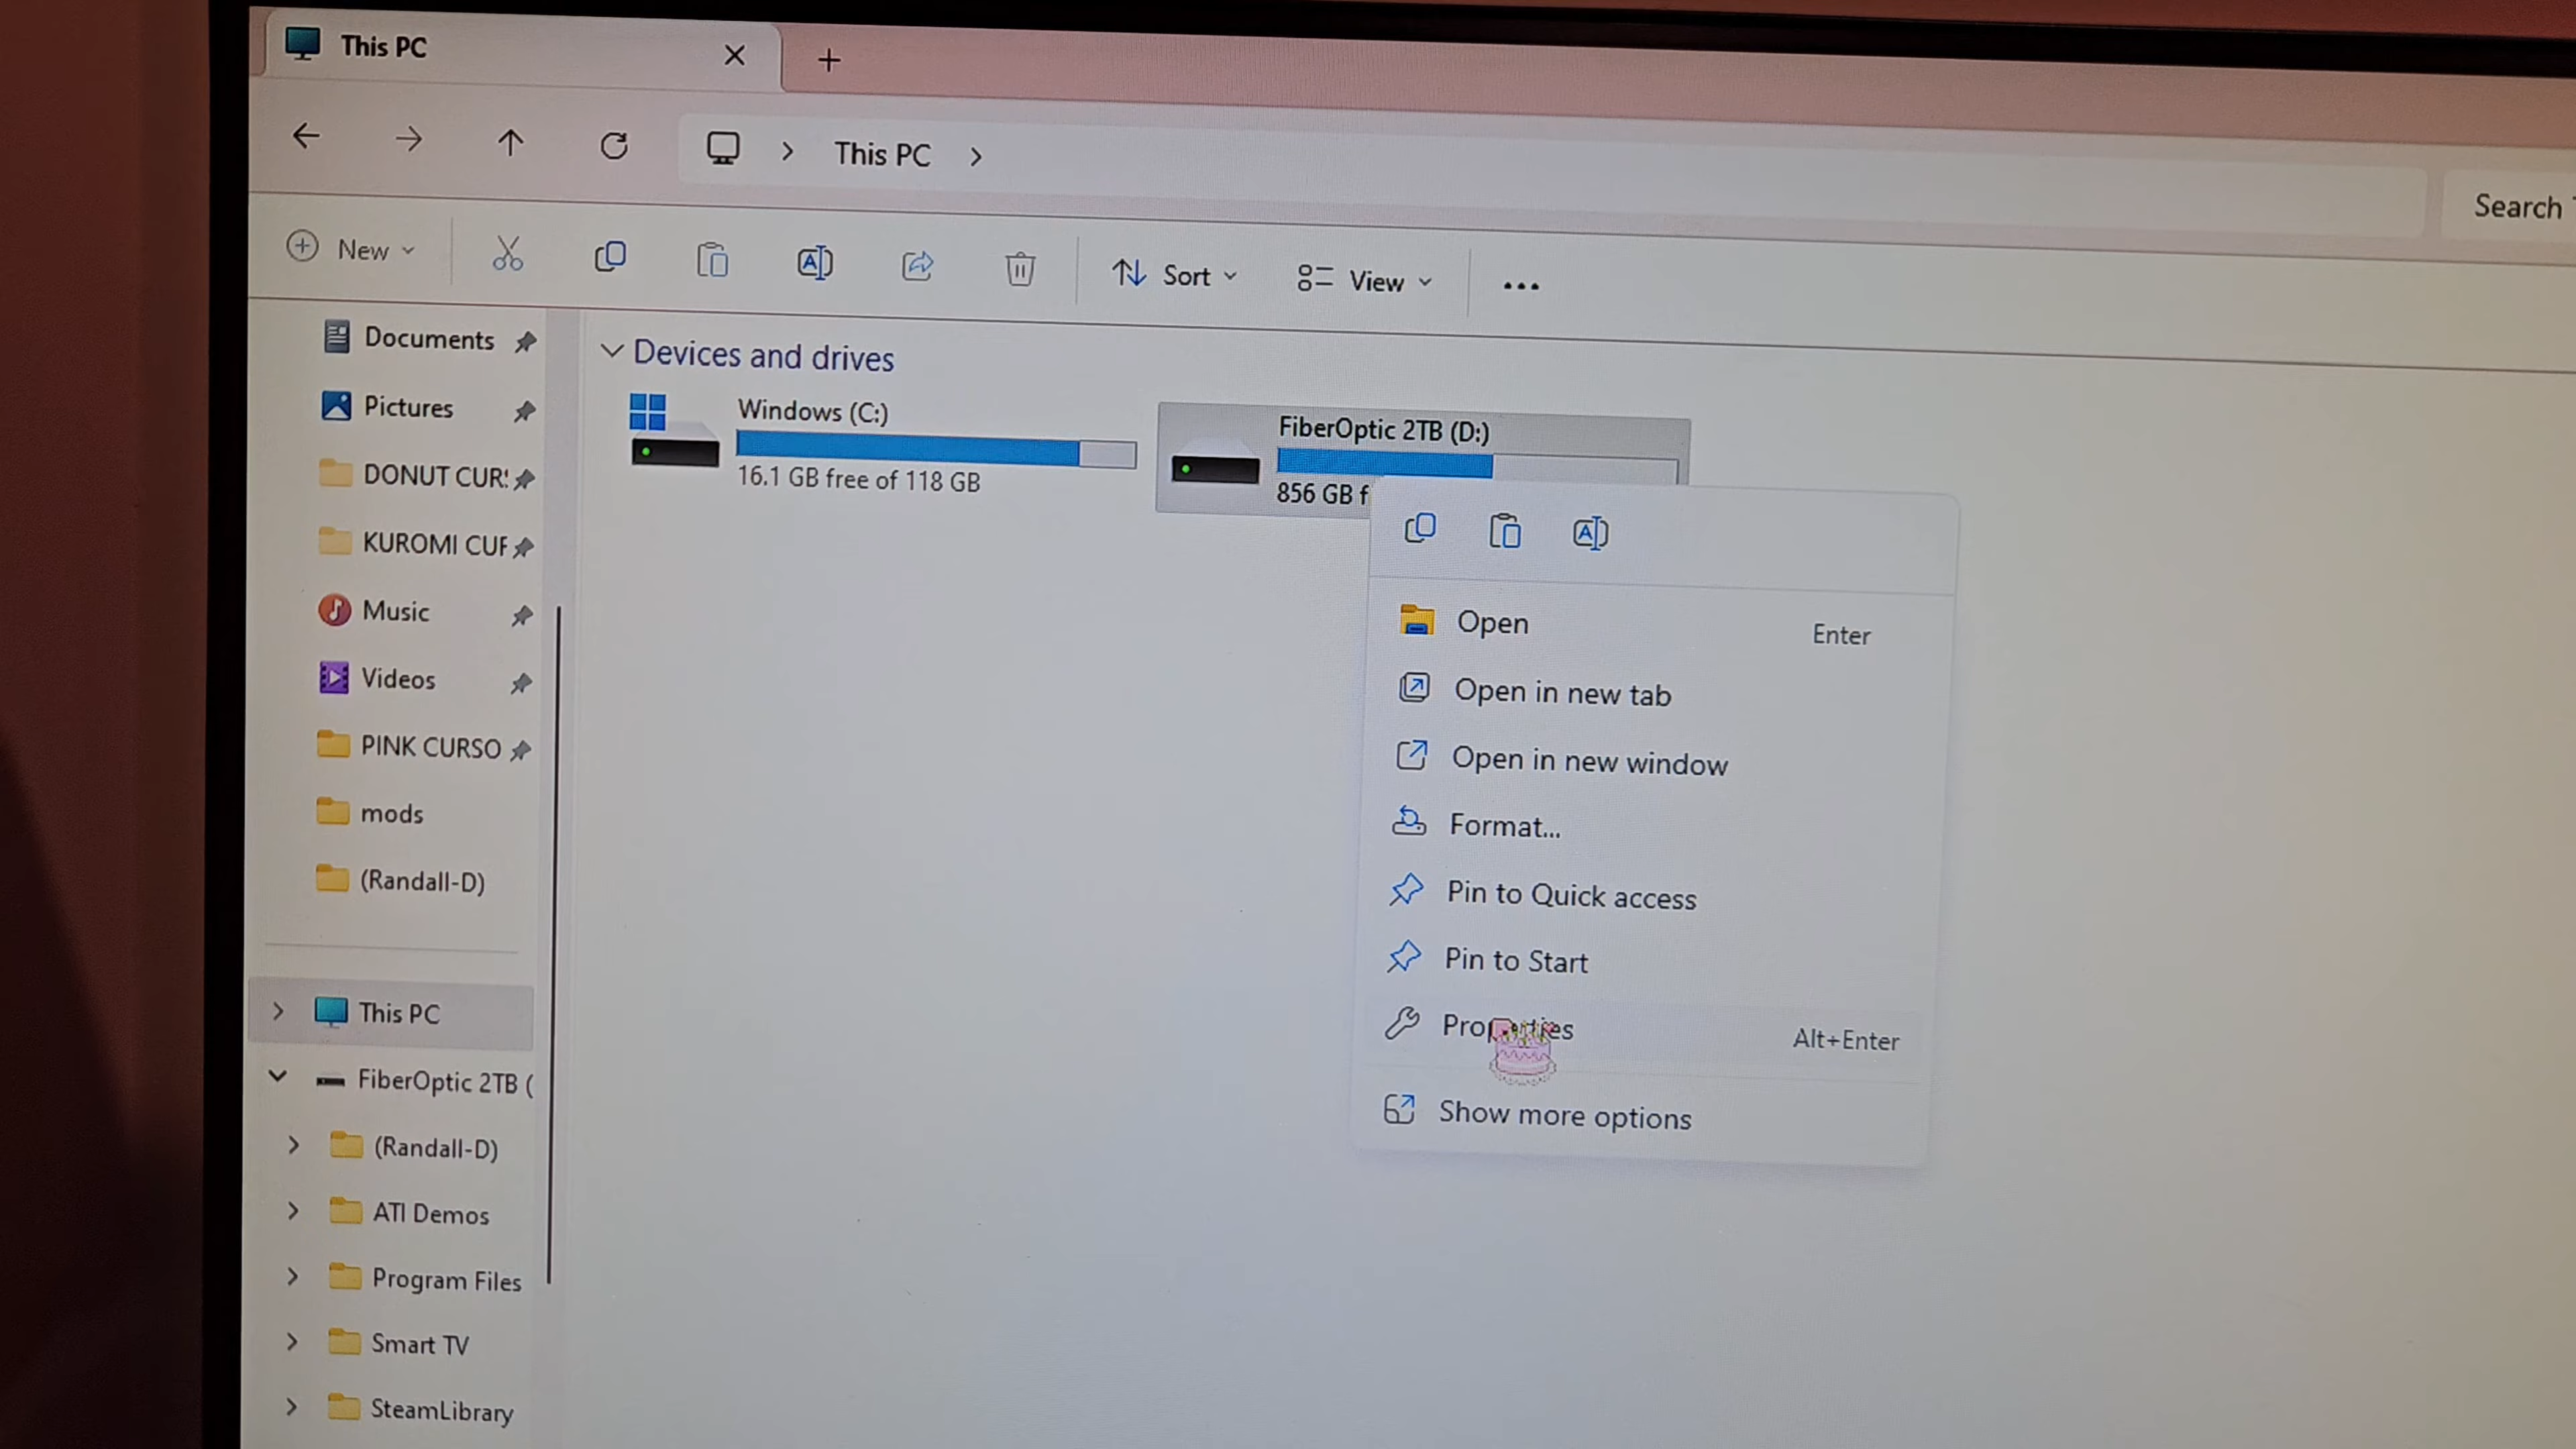 This PC
This PC
Search
New
Sort
View
Documents
Pictures
DONUT CUR
KUROMI CUF
Music
Videos
PINK CURSO
mods
(Randall-D)
This PC
FiberOptic 2TB (
(Randall-D)
ATI Demos
Program Files
Smart TV
SteamLibrary
Devices and drives
Windows (C:)
16.1 GB free of 118 GB
FiberOptic 2TB (D:)
856 GB f
Open Enter
Open in new tab
Open in new window
Format...
Pin to Quick access
Pin to Start
Properties Alt+Enter
Show more options